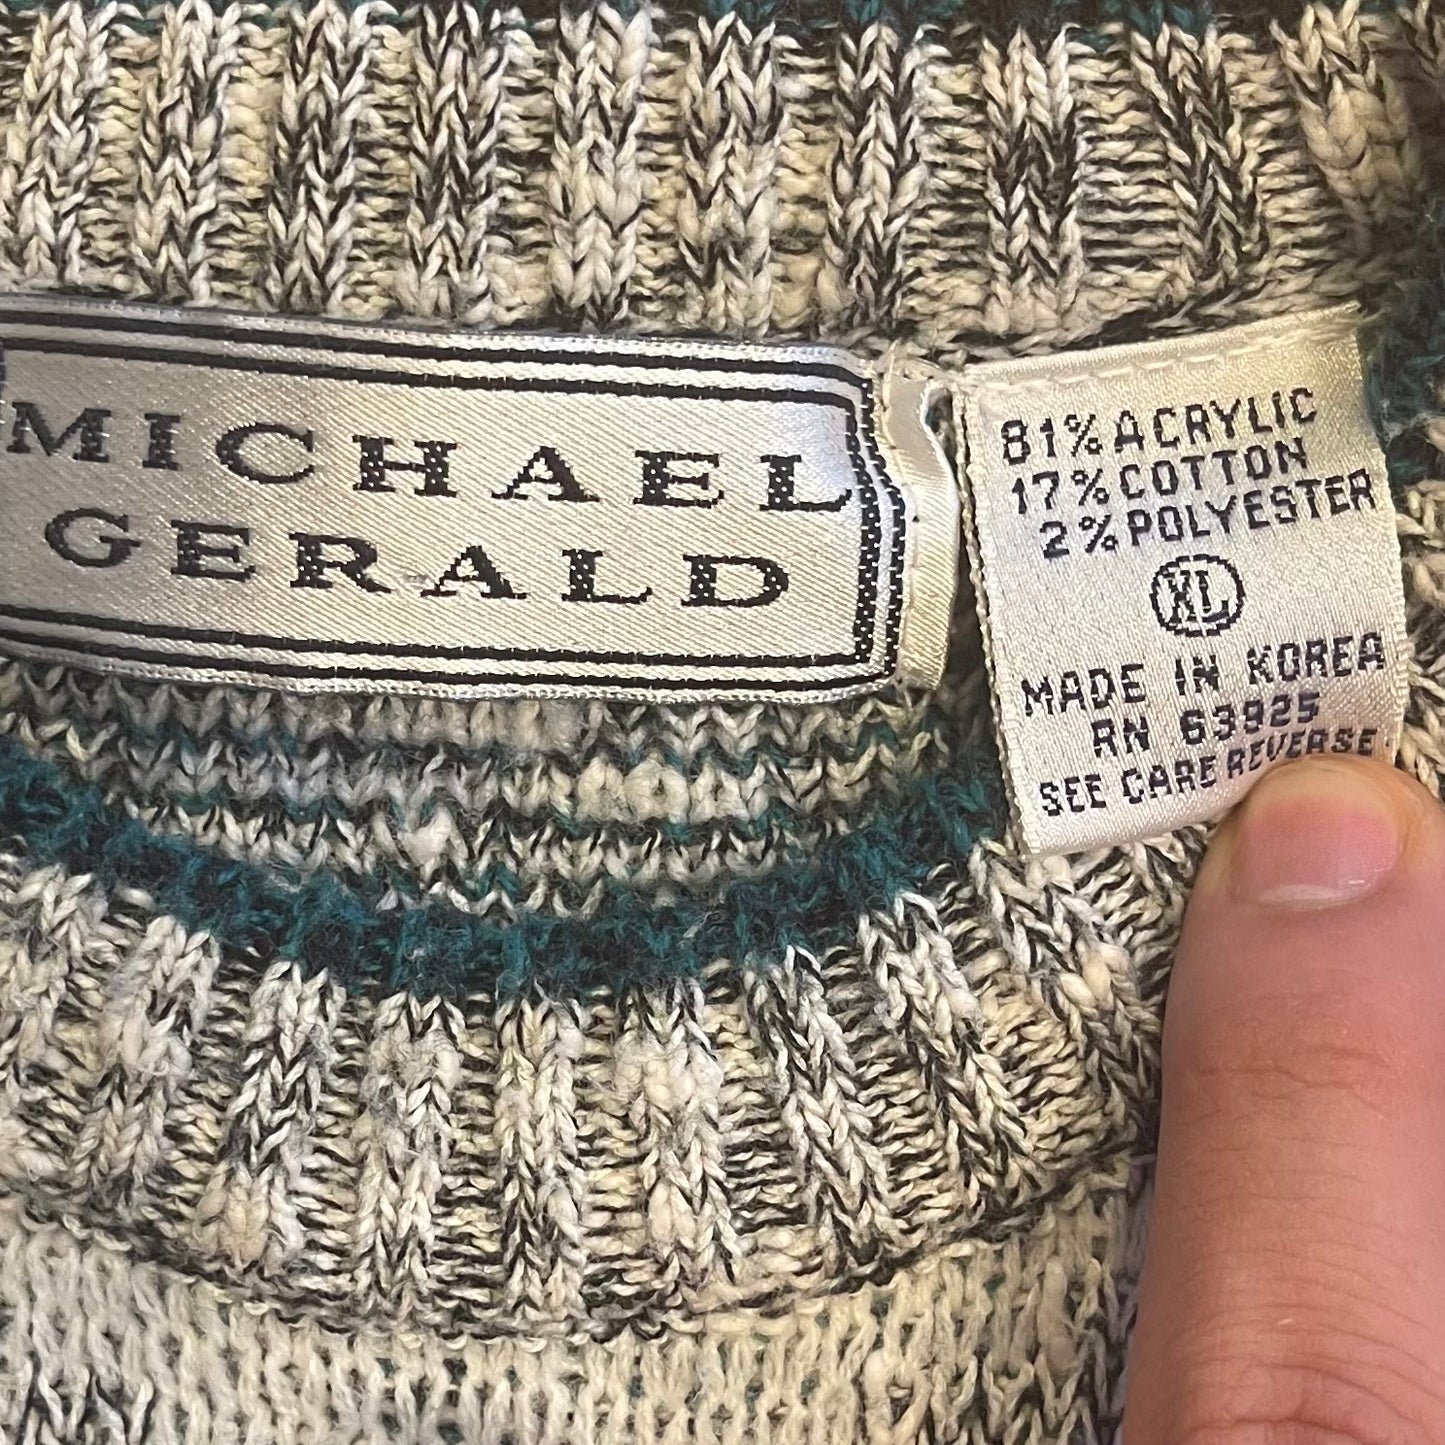 MICHAEL
GERALD
81% ACRYLIC
17% COTTON
2% POLYESTER
XL
MADE IN KOREA
RN 63925
SEE CARE REVERSE